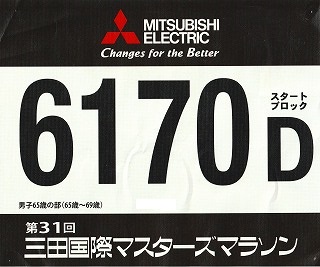 MITSUBISHI
ELECTRIC
Changes for the Better
スタート
ブロック
6170 D
男子65歳の部(65歳～69歳)
第31回
三田国際マスターズマラソン